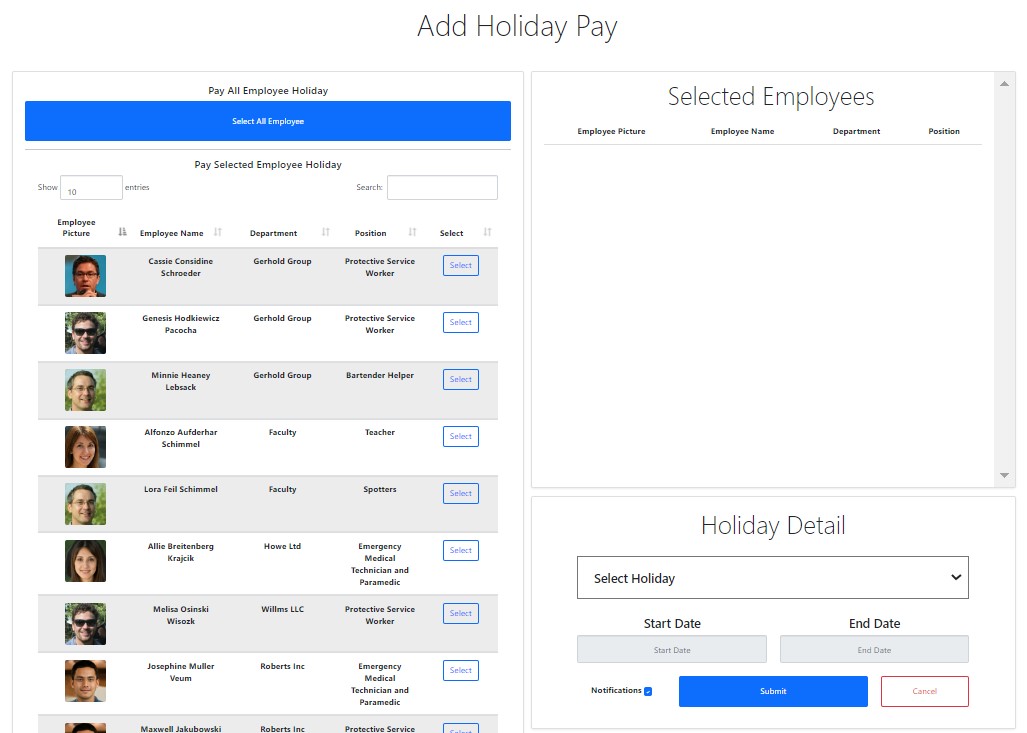 Add Holiday Pay
Pay All Employee Holiday
Select All Employee
Pay Selected Employee Holiday
Show 10 entries Search:
Employee
Picture Employee Name Department Position Select
Cassie Considine Gerhold Group Protective Service Select
Schroeder Worker
Genesis Hodkiewicz Gerhold Group Protective Service Select
Pacocha Worker
Minnie Heaney Gerhold Group Bartender Helper Select
Lebsack
Alfonzo Aufderhar Faculty Teacher Select
Schimmel
Lora Feil Schimmel Faculty Spotters Select
Allie Breitenberg Howe Ltd Emergency Select
Krajcik Medical
Technician and
Paramedic
Melisa Osinski Willms LLC Protective Service Select
Wisozk Worker
Josephine Muller Roberts Inc Emergency Select
Veum Medical
Technician and
Paramedic
Maxwell Jakubowski Roberts Inc Protective Service Select
Selected Employees
Employee Picture Employee Name Department Position
Holiday Detail
Select Holiday
Start Date End Date
Start Date End Date
Notifications Submit Cancel